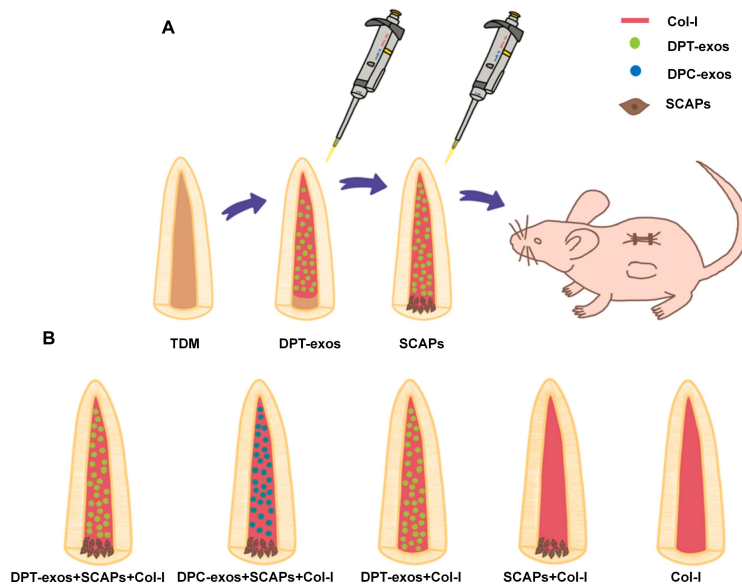 A
Col-I
DPT-exos
DPC-exos
SCAPs
TDM
DPT-exos
SCAPs
B
DPT-exos+SCAPs+Col-I
DPC-exos+SCAPs+Col-I
DPT-exos+Col-I
SCAPs+Col-I
Col-I